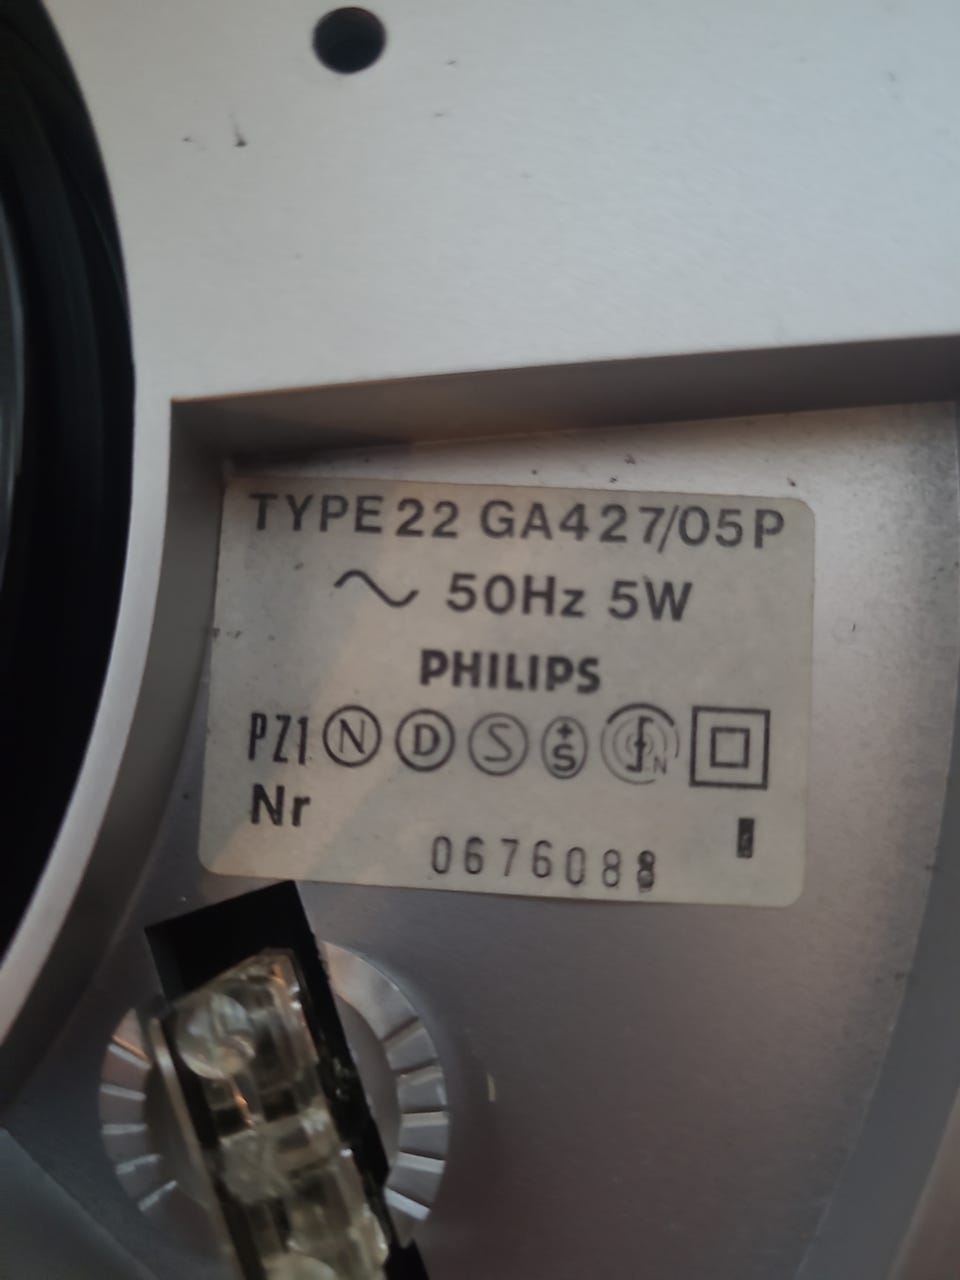 TYPE 22 GA427/05P
~ 50Hz 5W
PHILIPS
PZ1 N D S +S N
Nr
0676088